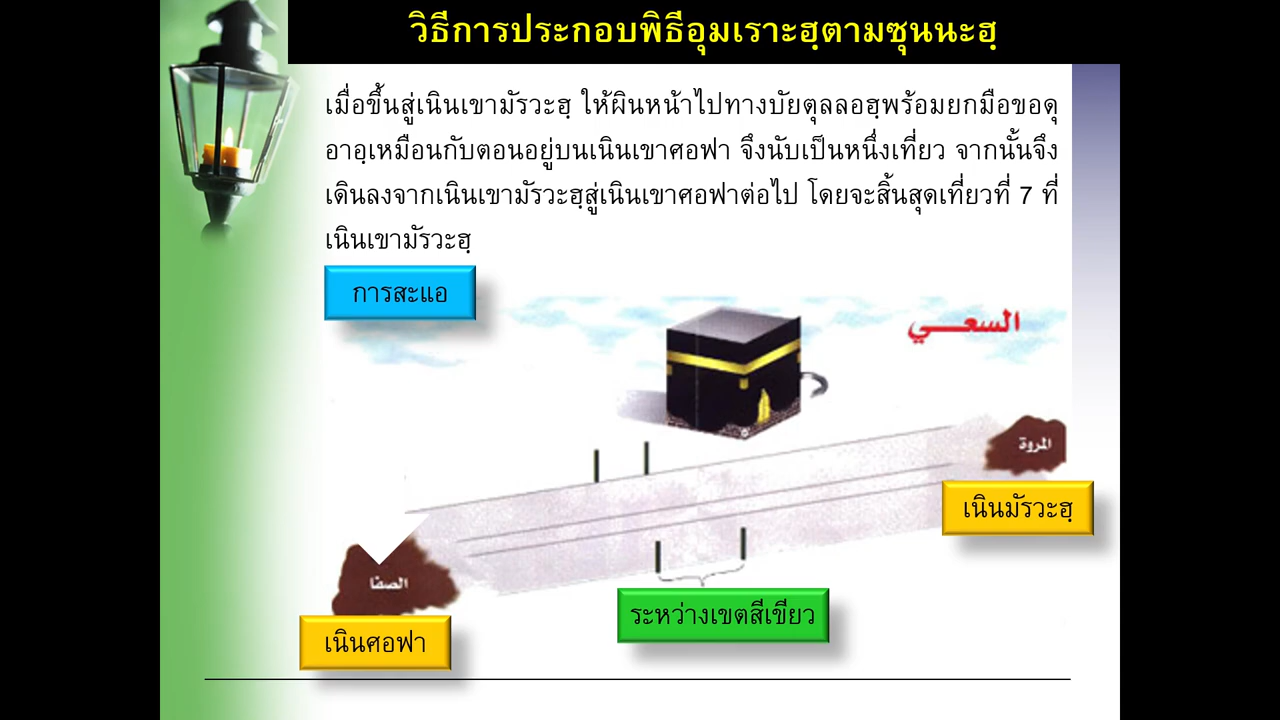 วิธีการประกอบพิธีอุมเราะฮฺตามซุนนะฮฺ
เมื่อขึ้นสู่เนินเขามัรวะฮฺ ให้ผินหน้าไปทางบัยตุลลอฮฺพร้อมยกมือขอดุ
อาอฺเหมือนกับตอนอยู่บนเนินเขาศอฟา จึงนับเป็นหนึ่งเที่ยว จากนั้นจึง
เดินลงจากเนินเขามัรวะฮฺสู่เนินเขาศอฟาต่อไป โดยจะสิ้นสุดเที่ยวที่ 7 ที่
เนินเขามัรวะฮฺ
การสะแอ
السعـــي
المروة
เนินมัรวะฮฺ
الصفا
ระหว่างเขตสีเขียว
เนินศอฟา